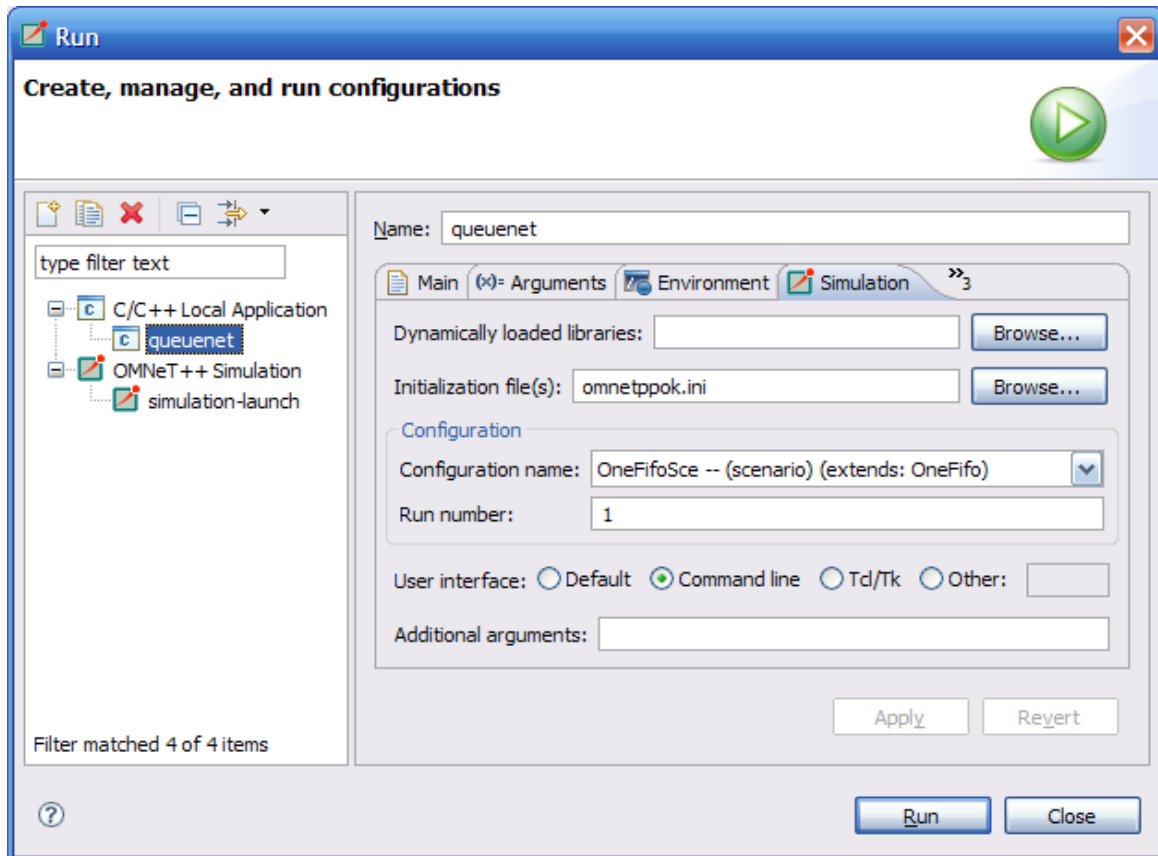 Run
Create, manage, and run configurations
type filter text
C/C++ Local Application
queuenet
OMNeT++ Simulation
simulation-launch
Filter matched 4 of 4 items
Name: queuenet
Main (x)= Arguments Environment Simulation »3
Dynamically loaded libraries: Browse...
Initialization file(s): omnetppok.ini Browse...
Configuration
Configuration name: OneFifoSce -- (scenario) (extends: OneFifo)
Run number: 1
User interface: Default Command line Tcl/Tk Other:
Additional arguments:
Apply Revert
? Run Close